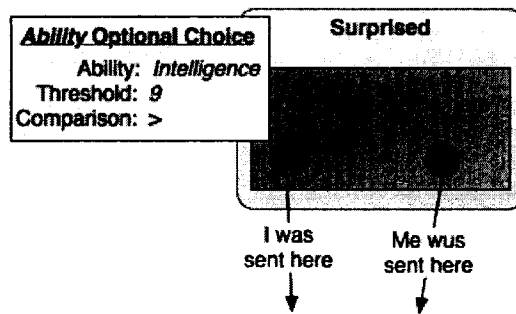 Ability Optional Choice
Ability: Intelligence
Threshold: 9
Comparison: >
Surprised
I was
sent here
Me wus
sent here